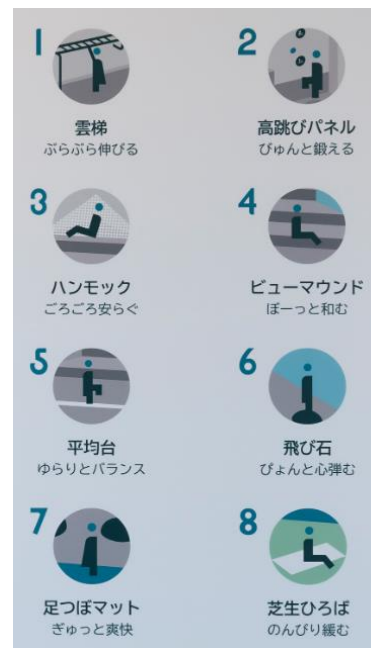 1
雲梯
ぶらぶら伸びる
2
高跳びパネル
びゅんと鍛える
3
ハンモック
ごろごろ安らぐ
4
ビューマウンド
ぼーっと和む
5
平均台
ゆらりとバランス
6
飛び石
ぴょんと心弾む
7
足つぼマット
ぎゅっと爽快
8
芝生ひろば
のんびり緩む